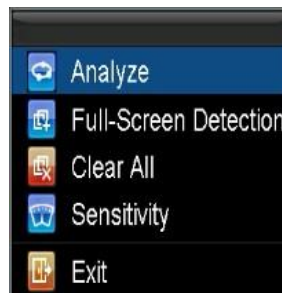 Analyze
Full-Screen Detection
Clear All
Sensitivity
Exit